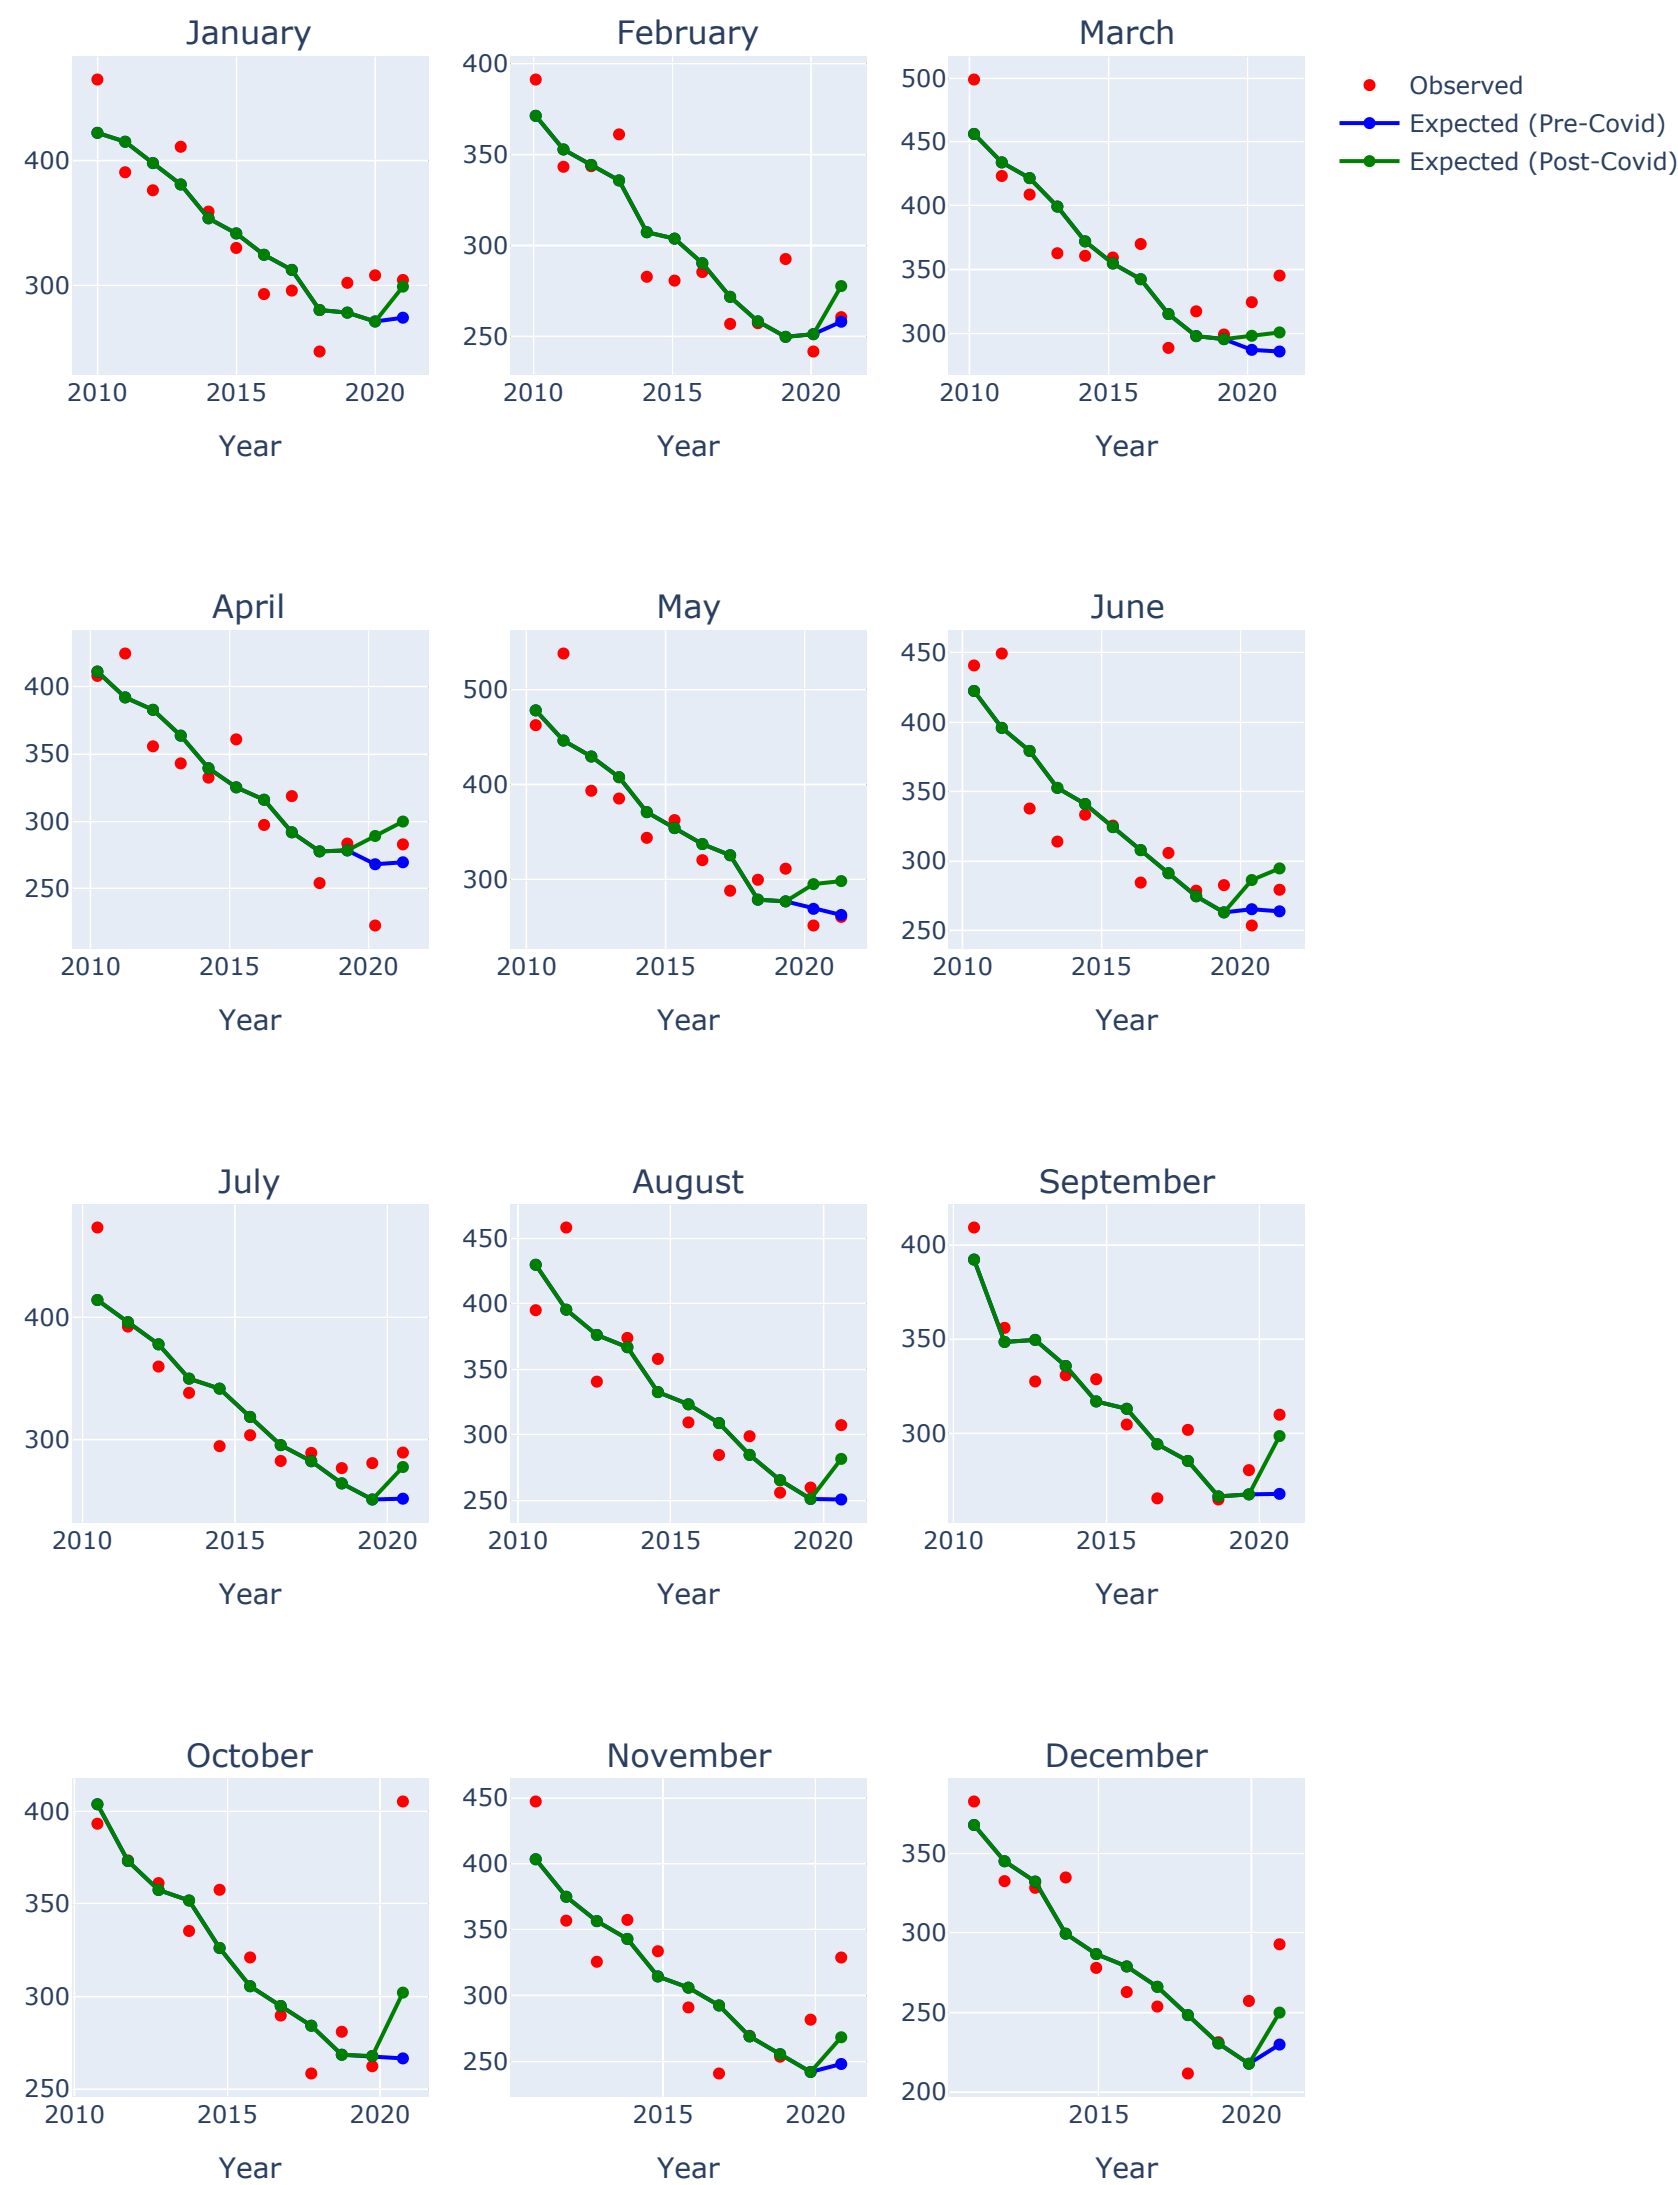 January
February
March
400
300
2010
2015
2020
Year
400
350
300
250
2010
2015
2020
Year
500
450
400
350
300
2010
2015
2020
Year
Observed
Expected (Pre-Covid)
Expected (Post-Covid)
April
May
June
400
350
300
250
2010
2015
2020
Year
500
400
300
2010
2015
2020
Year
450
400
350
300
250
2010
2015
2020
Year
July
August
September
400
300
2010
2015
2020
Year
450
400
350
300
250
2010
2015
2020
Year
400
350
300
2010
2015
2020
Year
October
November
December
400
350
300
250
2010
2015
2020
Year
450
400
350
300
250
2015
2020
Year
350
300
250
200
2015
2020
Year